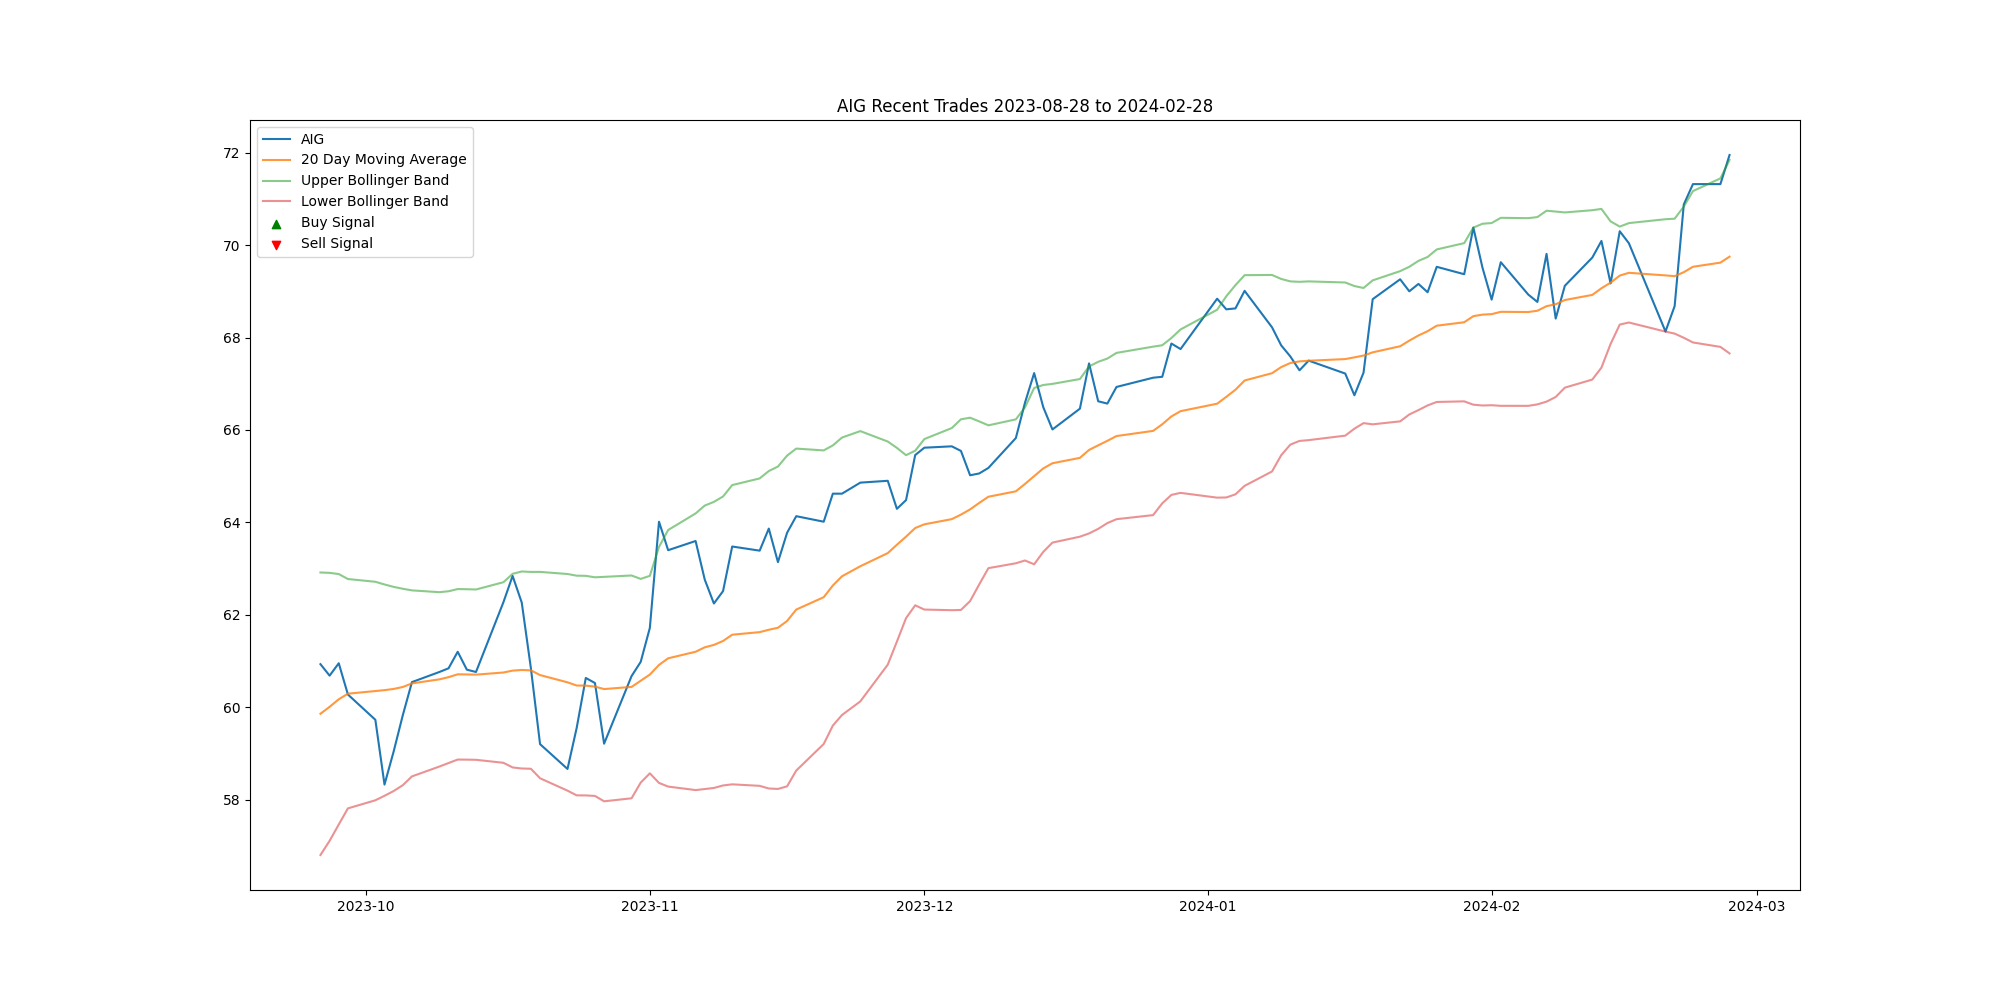 AIG Recent Trades 2023-08-28 to 2024-02-28
AIG
20 Day Moving Average
Upper Bollinger Band
Lower Bollinger Band
Buy Signal
Sell Signal
72
70
68
66
64
62
60
58
2023-10
2023-11
2023-12
2024-01
2024-02
2024-03